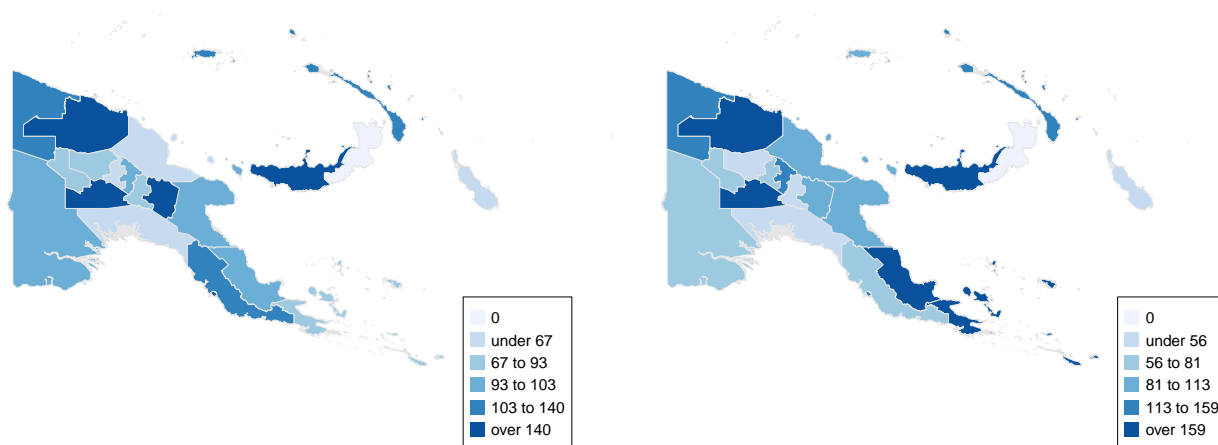 0
under 67
67 to 93
93 to 103
103 to 140
over 140
0
under 56
56 to 81
81 to 113
113 to 159
over 159